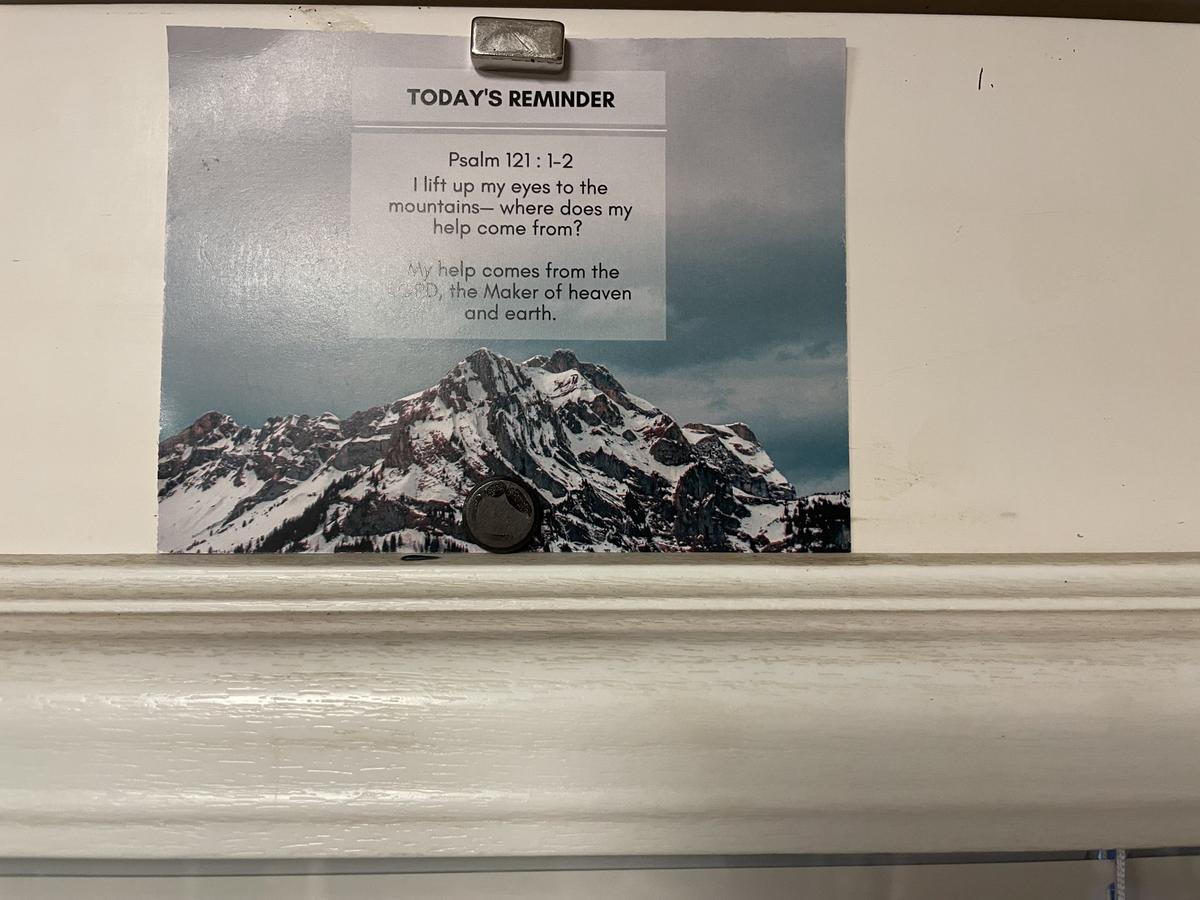 TODAY'S REMINDER
Psalm 121 : 1-2
I lift up my eyes to the
mountains— where does my
help come from?
My help comes from the
LORD, the Maker of heaven
and earth.